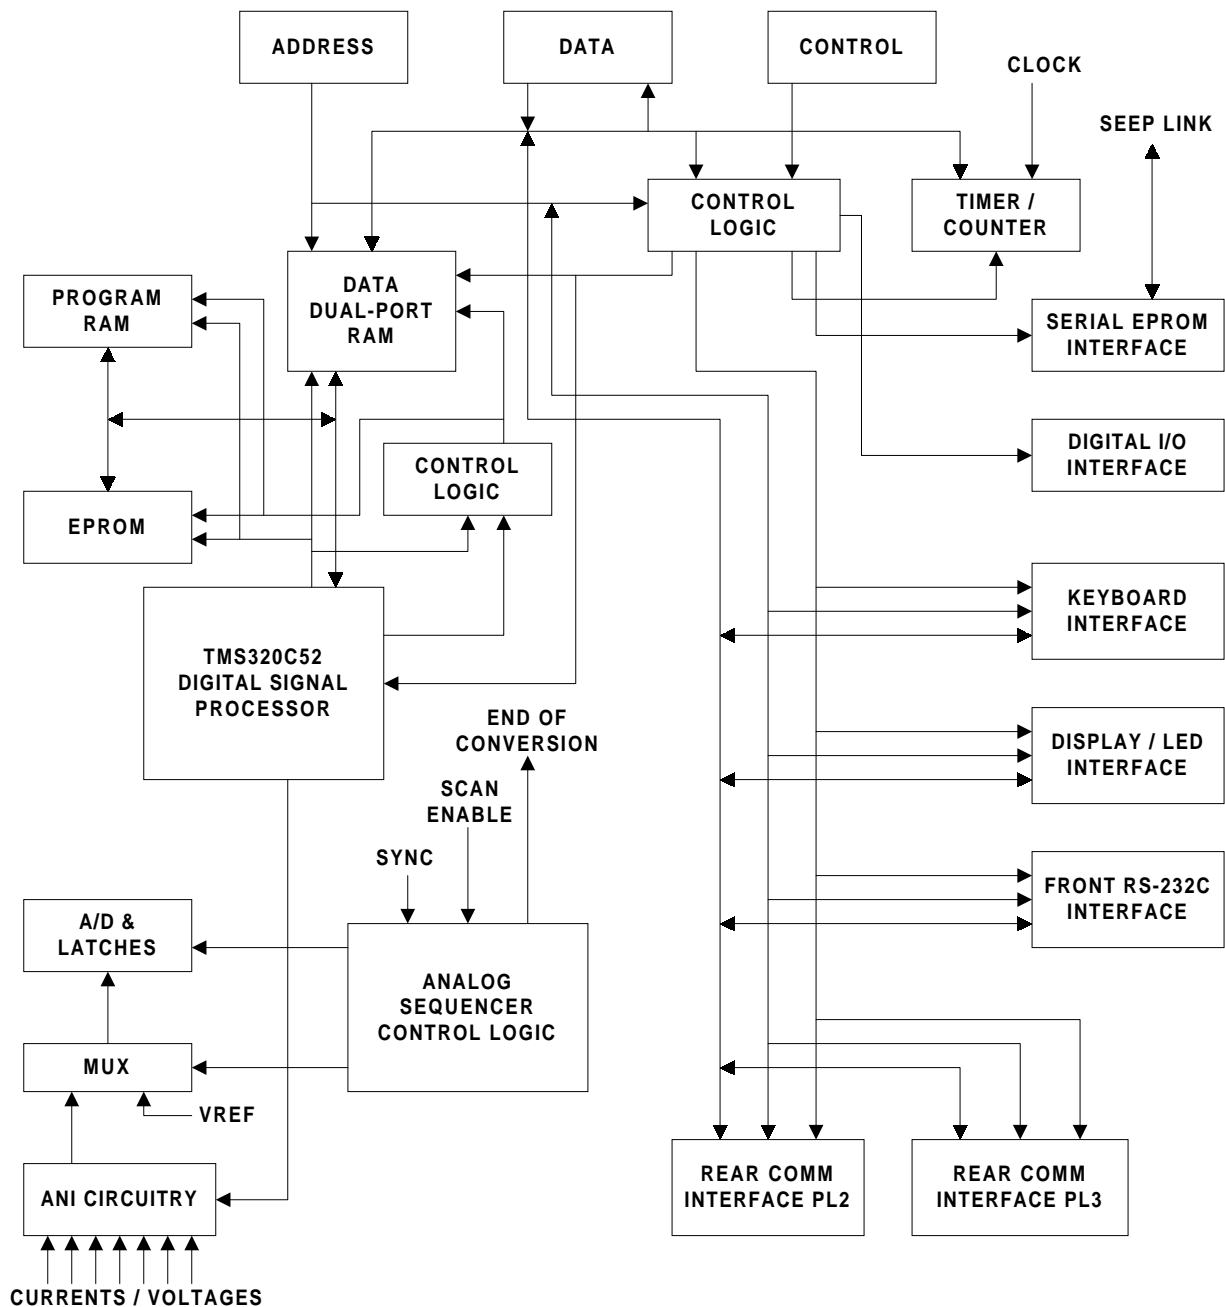 ADDRESS
DATA
CONTROL
CLOCK
SEEP LINK
CONTROL
LOGIC
TIMER /
COUNTER
PROGRAM
RAM
DATA
DUAL-PORT
RAM
SERIAL EPROM
INTERFACE
DIGITAL I/O
INTERFACE
CONTROL
LOGIC
EPROM
KEYBOARD
INTERFACE
TMS320C52
DIGITAL SIGNAL
PROCESSOR
END OF
CONVERSION
DISPLAY / LED
INTERFACE
SCAN
ENABLE
SYNC
FRONT RS-232C
INTERFACE
A/D &
LATCHES
ANALOG
SEQUENCER
CONTROL LOGIC
MUX
VREF
REAR COMM
INTERFACE PL2
REAR COMM
INTERFACE PL3
ANI CIRCUITRY
CURRENTS / VOLTAGES